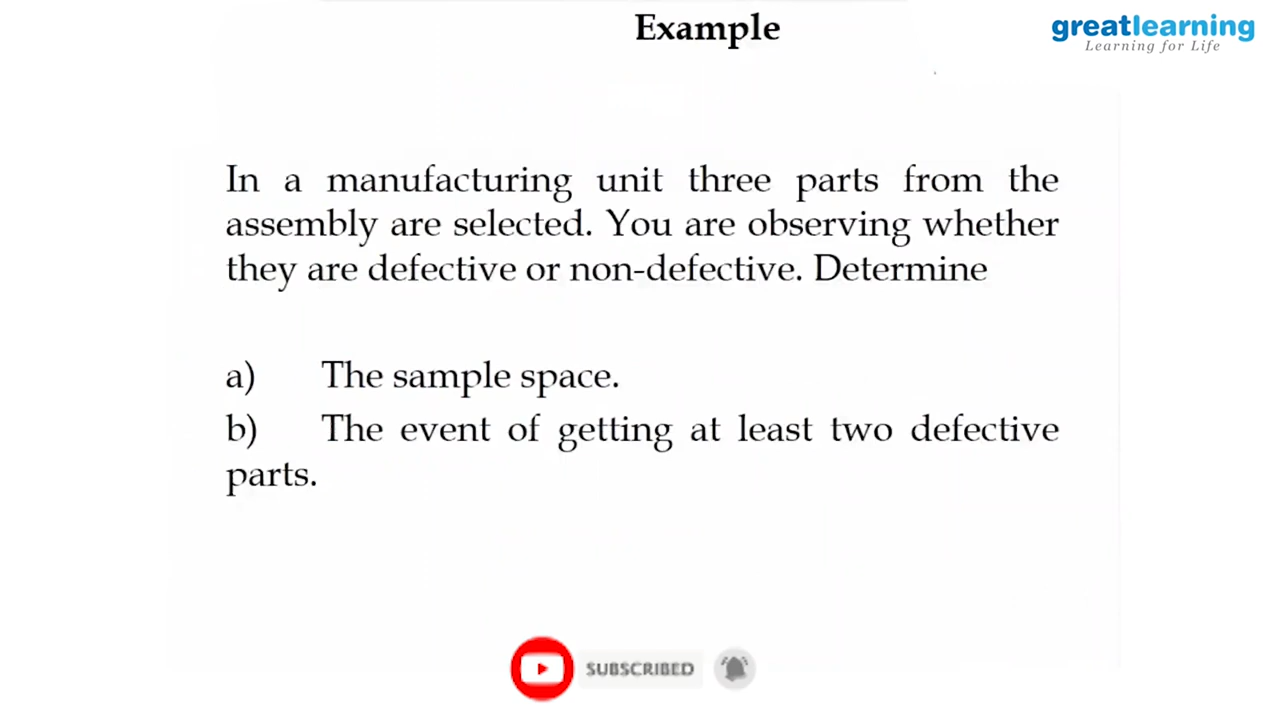 Example
greatlearning
Learning for Life
In a manufacturing unit three parts from the
assembly are selected. You are observing whether
they are defective or non-defective. Determine
a) The sample space.
b) The event of getting at least two defective
parts.
SUBSCRIBED